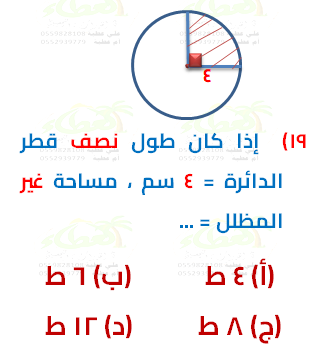 ٤
١٩) إذا كان طول نصف قطر
الدائرة = ٤ سم ، مساحة غير
المظلل = ...
(أ) ٤ ط (ب) ٦ ط
(ج) ٨ ط (د) ١٢ ط